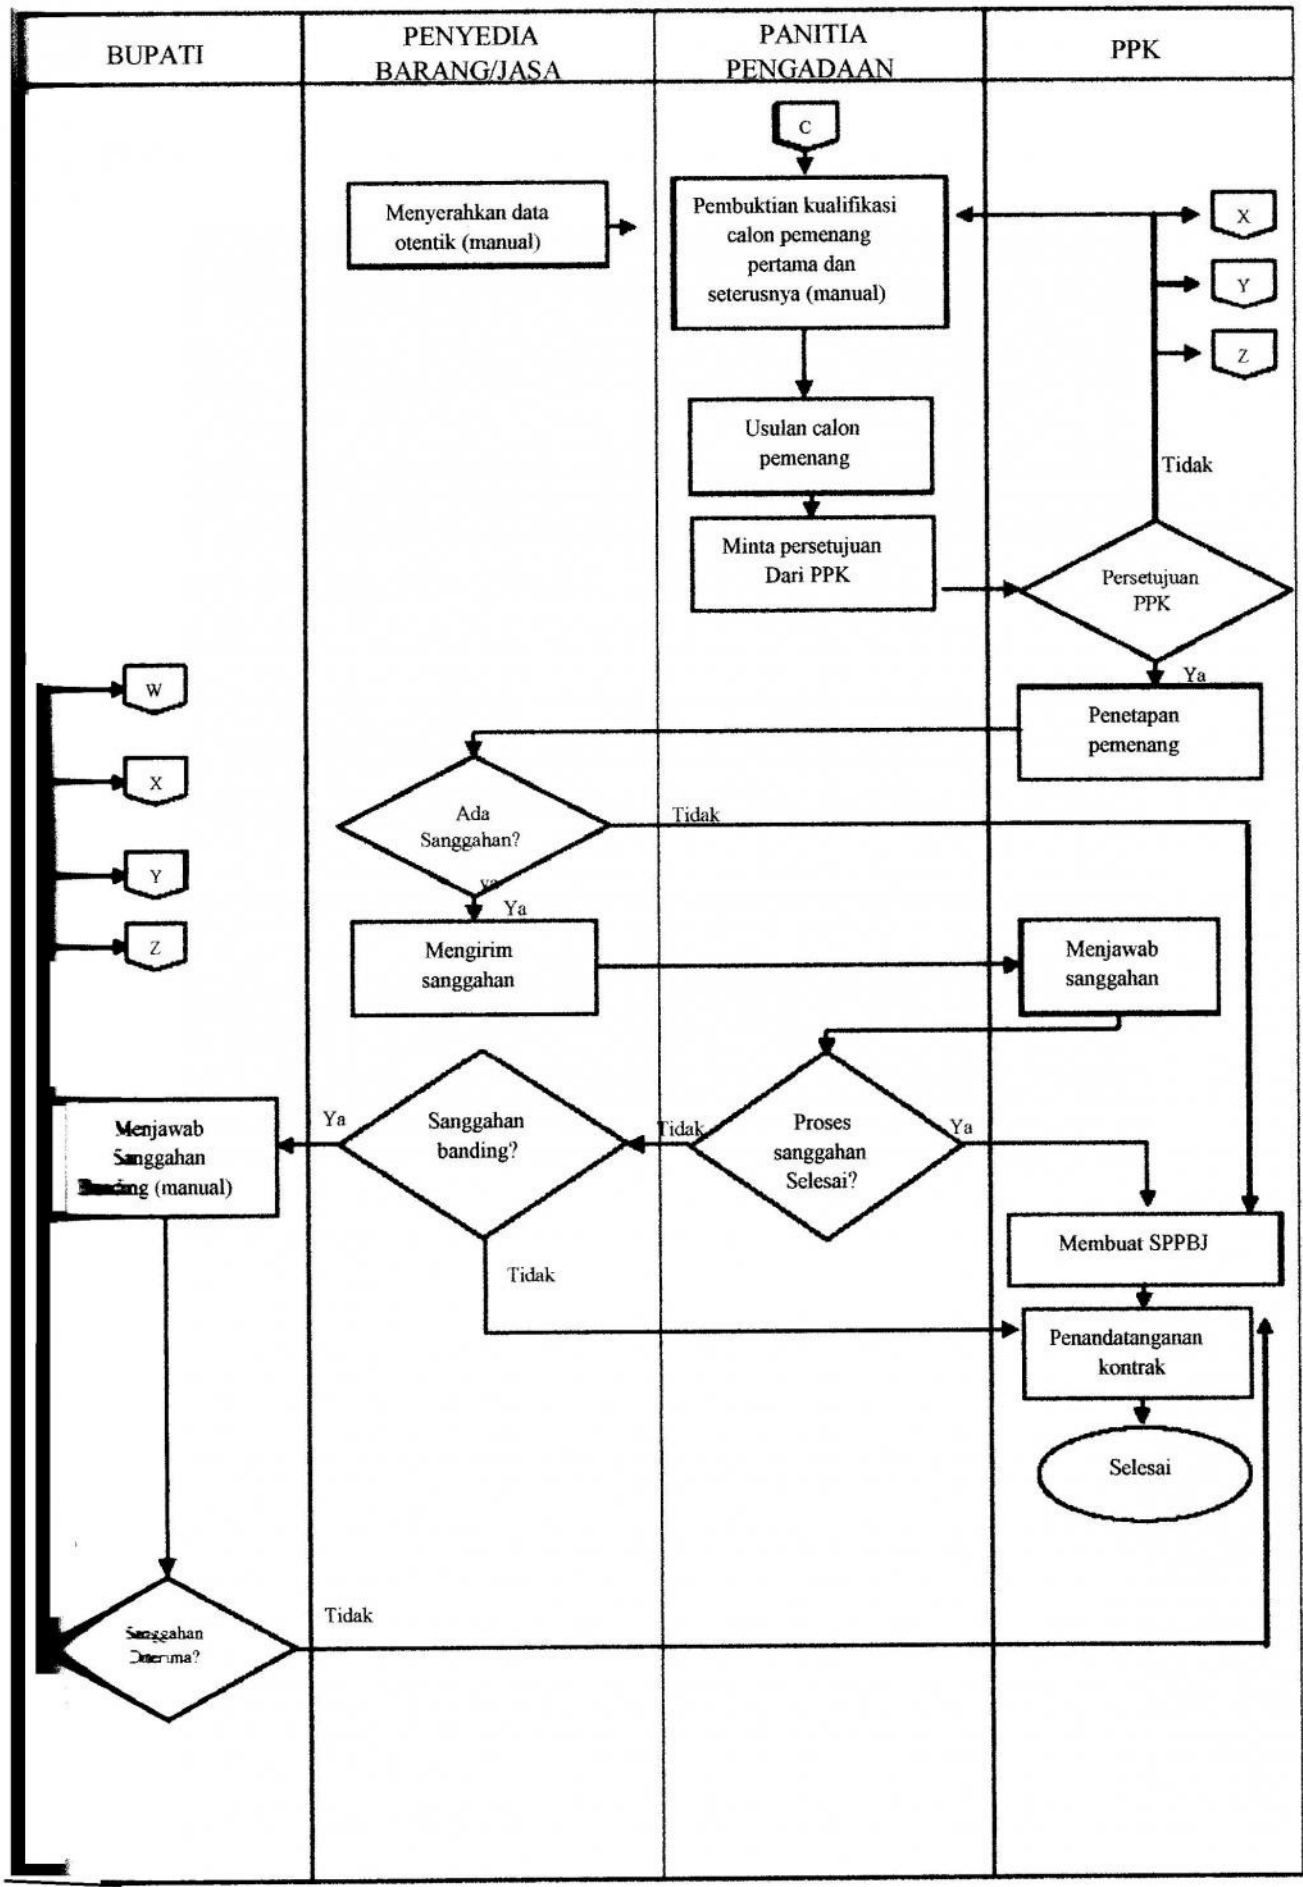 BUPATI
PENYEDIA
BARANG/JASA
PANITIA
PENGADAAN
PPK
C
Menyerahkan data
otentik (manual)
Pembuktian kualifikasi
calon pemenang
pertama dan
seterusnya (manual)
X
Y
Z
Usulan calon
pemenang
Tidak
Minta persetujuan
Dari PPK
Persetujuan
PPK
Ya
W
X
Y
Z
Penetapan
pemenang
Ada
Sanggahan?
Tidak
ya
Ya
Mengirim
sanggahan
Menjawab
sanggahan
Menjawab
Sanggahan
(manual)
Ya
Sanggahan
banding?
Tidak
Proses
sanggahan
Selesai?
Ya
Tidak
Membuat SPPBJ
Penandatanganan
kontrak
Selesai
Sanggahan
Diterima?
Tidak